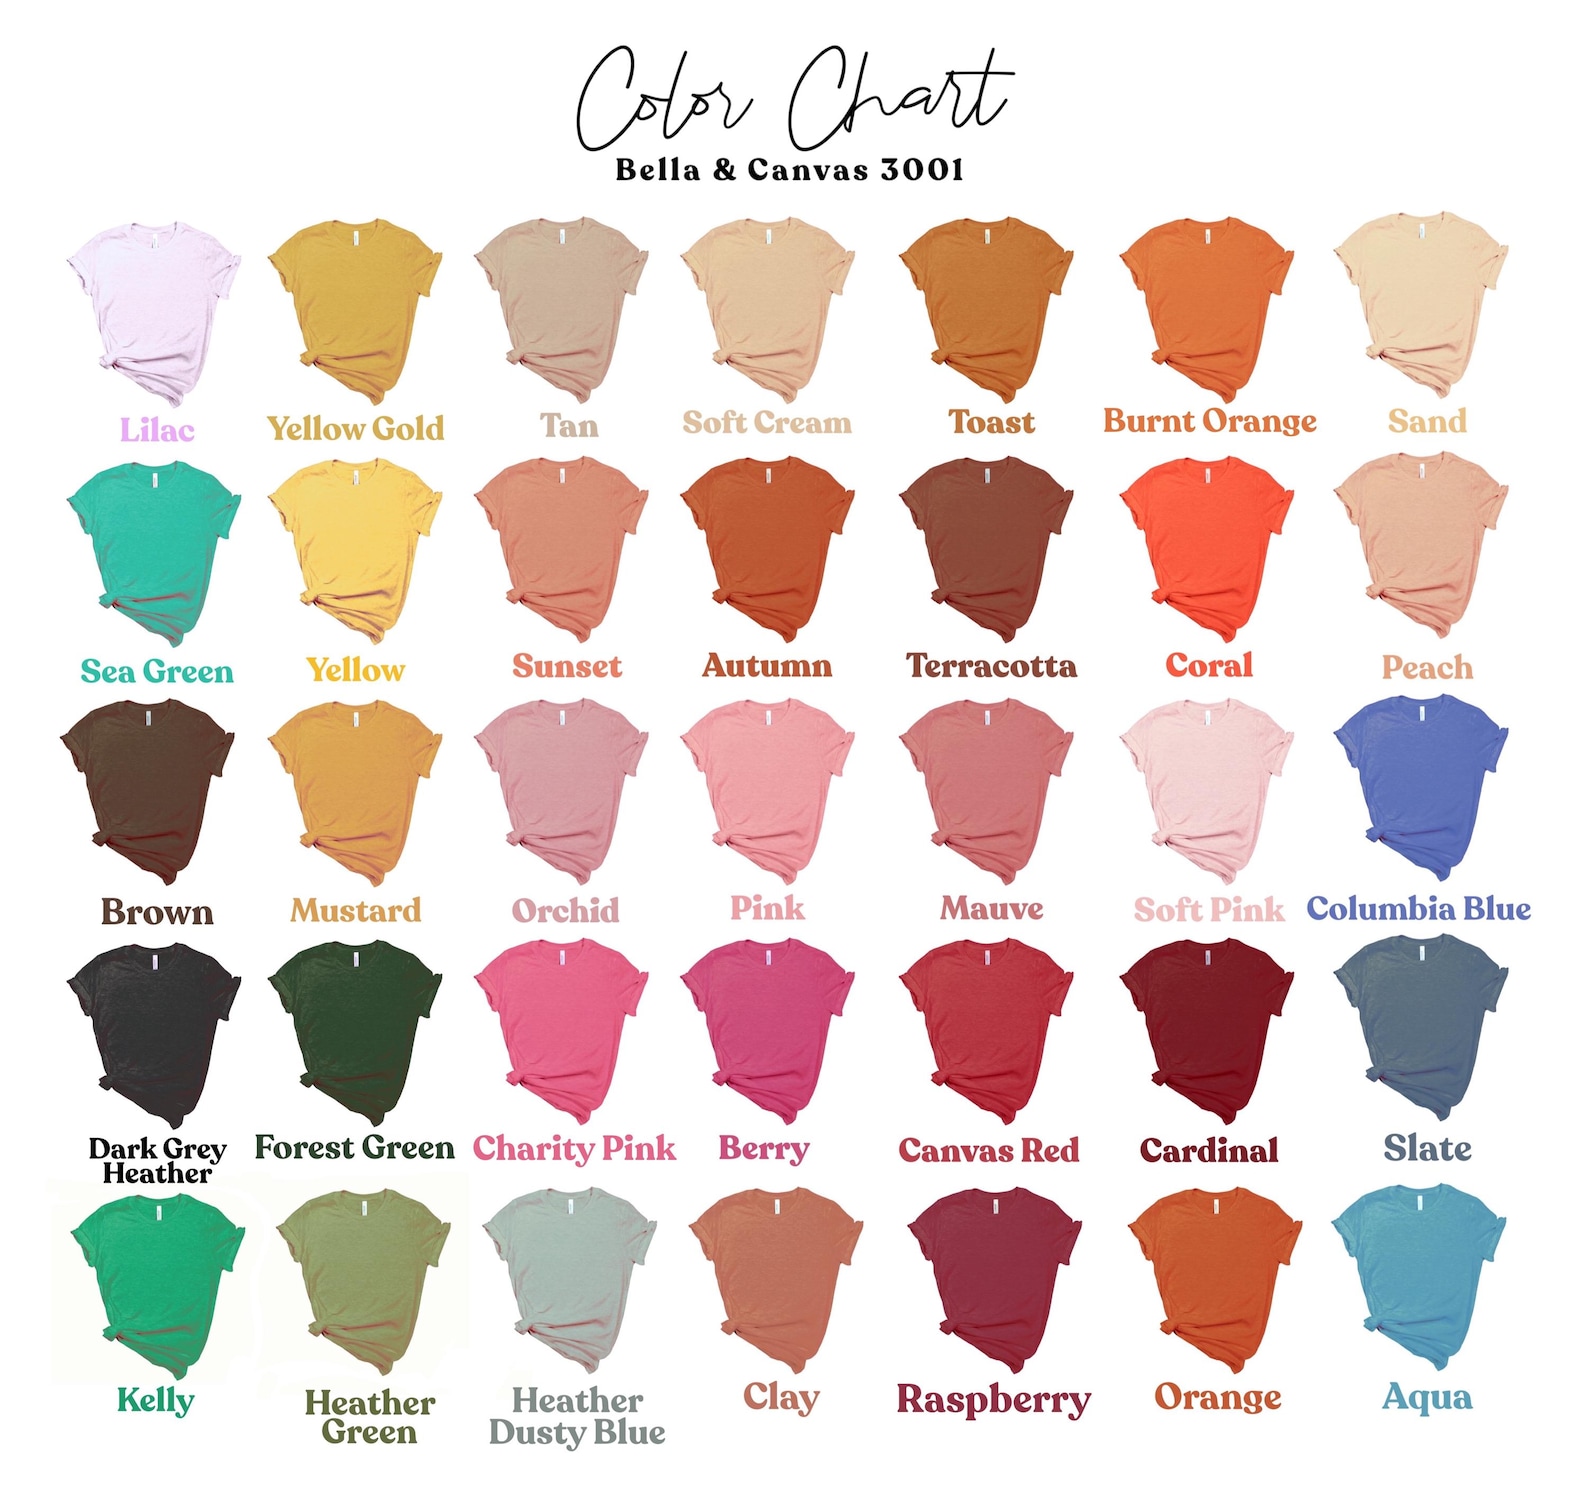 Color Chart
Bella & Canvas 3001
Lilac
Yellow Gold
Tan
Soft Cream
Toast
Burnt Orange
Sand
Sea Green
Yellow
Sunset
Autumn
Terracotta
Coral
Peach
Brown
Mustard
Orchid
Pink
Mauve
Soft Pink
Columbia Blue
Dark Grey
Heather
Forest Green
Charity Pink
Berry
Canvas Red
Cardinal
Slate
Kelly
Heather
Green
Heather
Dusty Blue
Clay
Raspberry
Orange
Aqua